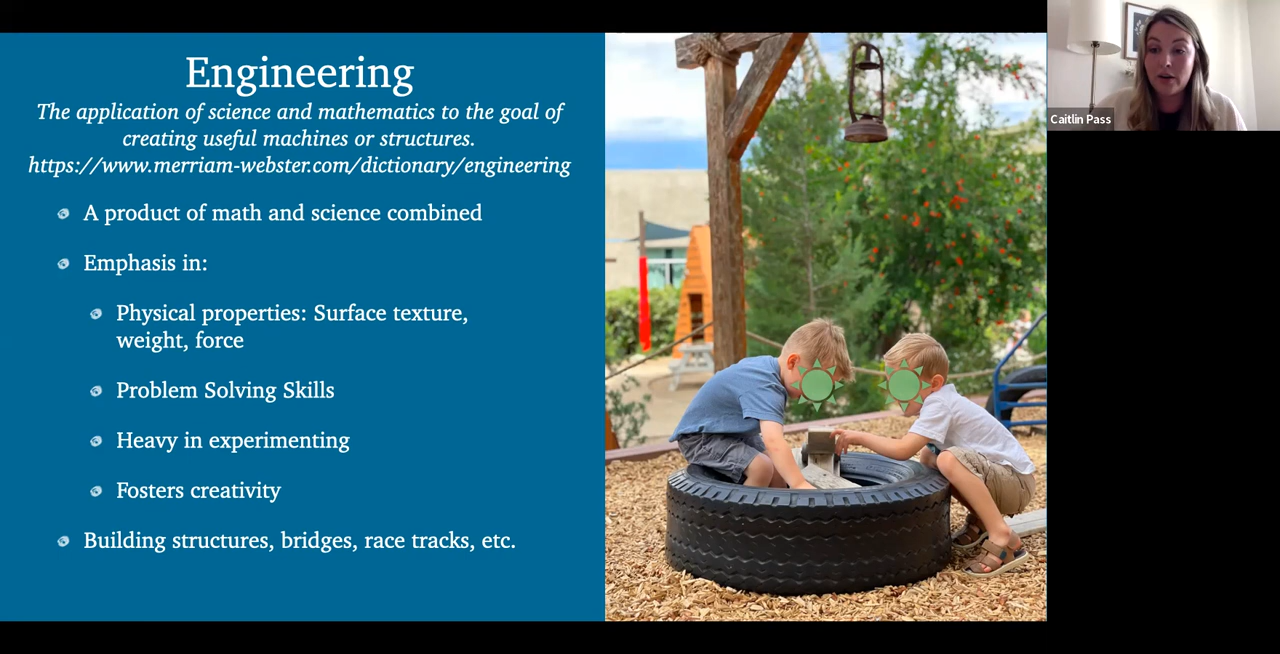 Engineering
The application of science and mathematics to the goal of
creating useful machines or structures.
https://www.merriam-webster.com/dictionary/engineering
A product of math and science combined
Emphasis in:
Physical properties: Surface texture,
weight, force
Problem Solving Skills
Heavy in experimenting
Fosters creativity
Building structures, bridges, race tracks, etc.
Caitlin Pass